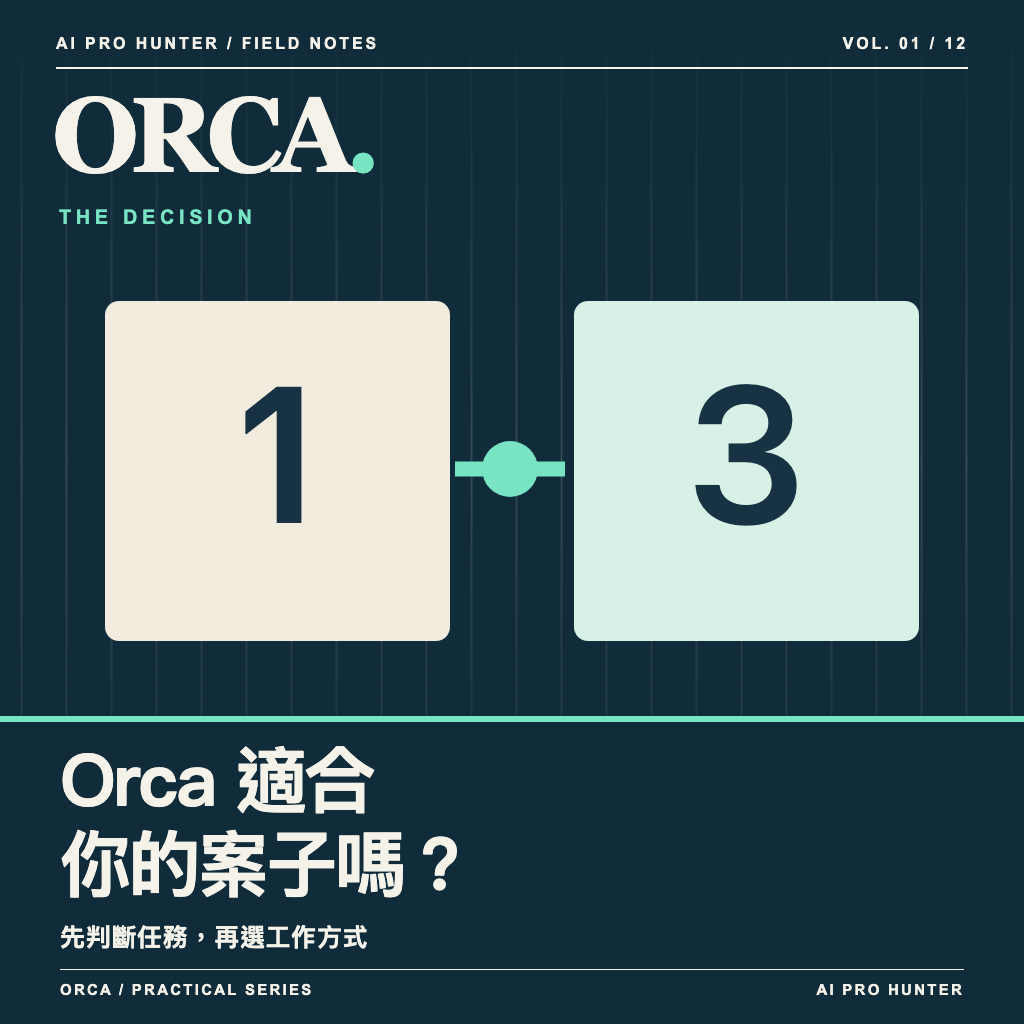 AI PRO HUNTER / FIELD NOTES
VOL. 01 / 12
ORCA.
THE DECISION
1
3
Orca 適合
你的案子嗎？
先判斷任務，再選工作方式
ORCA / PRACTICAL SERIES
AI PRO HUNTER